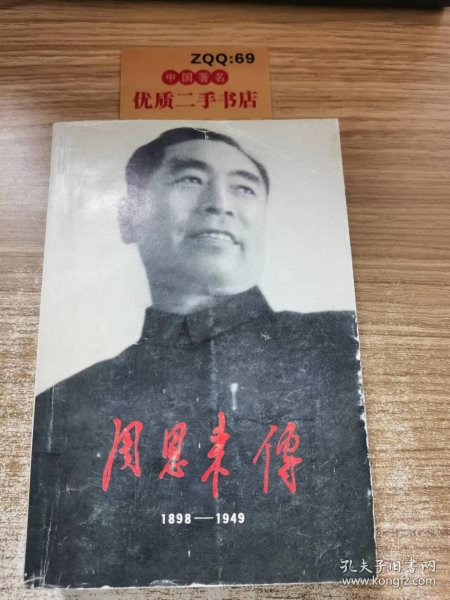 ZQQ:69
中国著名
优质二手书店
周恩来传
1898—1949
孔夫子旧书网
www.kongfz.com